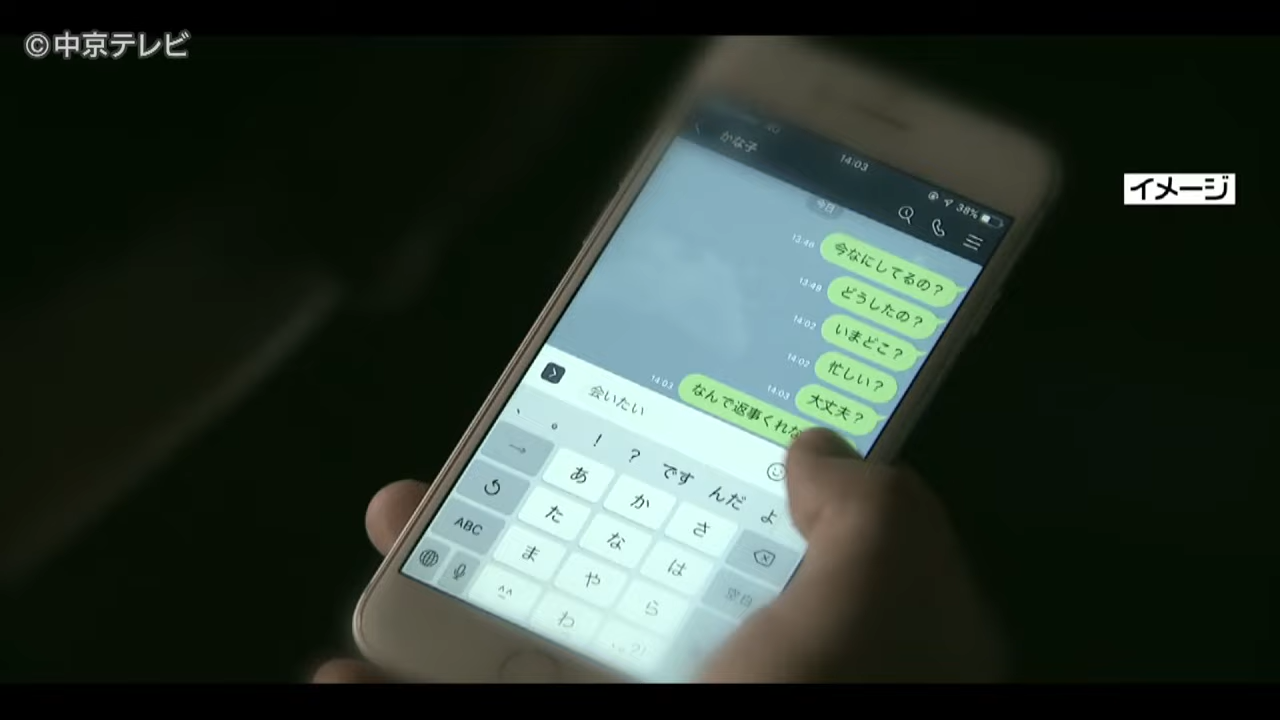 ©中京テレビ
イメージ
かな子
14:03
38%
今日
13:46 今なにしてるの?
13:49 どうしたの?
14:02 いまどこ?
14:02 忙しい?
14:03 大丈夫?
14:03 なんで返事くれな
会いたい
、 。 ! ? です んだ よ
→ あ か さ
た な は
ABC ま や ら 空白
^^ わ 、。?!